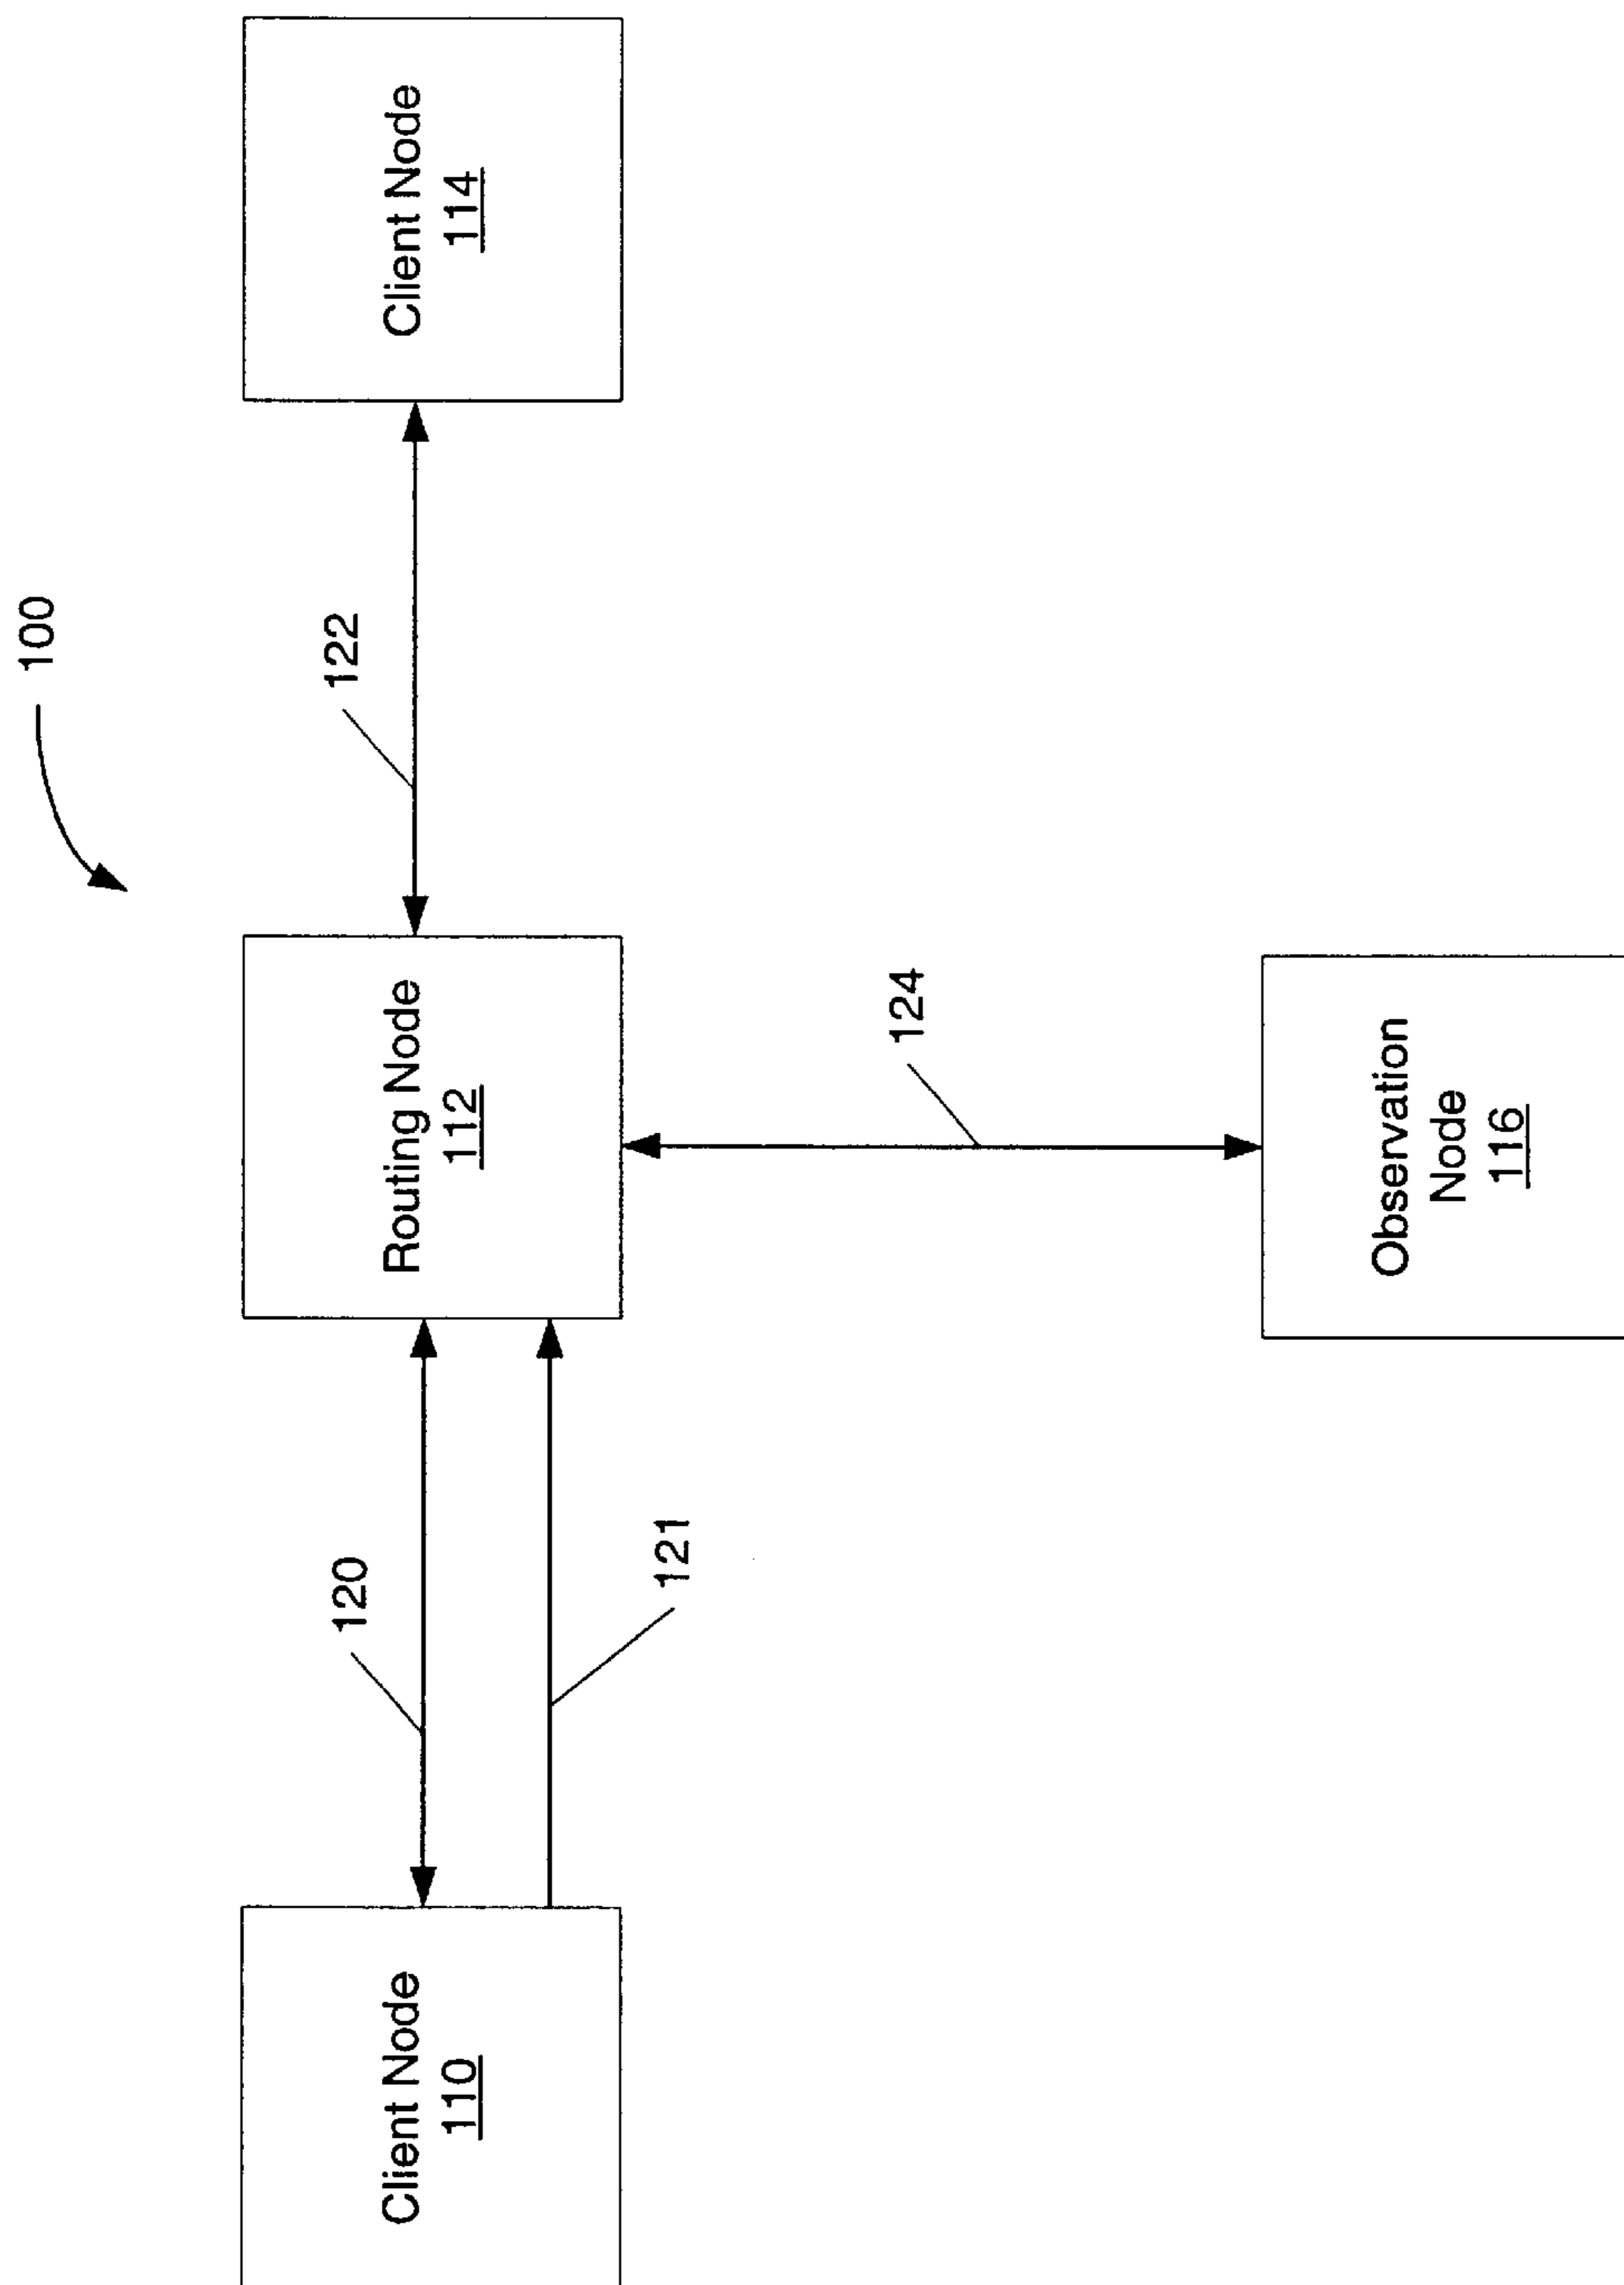 100
Client Node
110
120
121
Routing Node
112
122
Client Node
114
124
Observation
Node
116